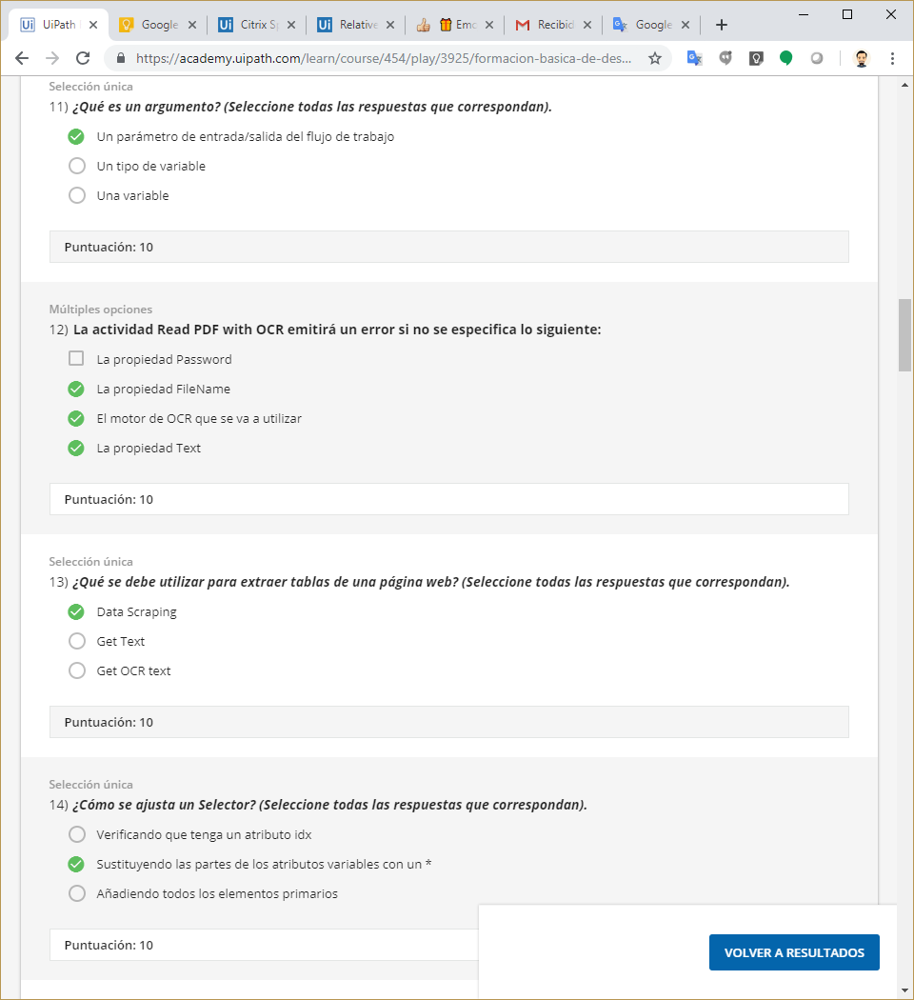 UiPath
Google
Citrix Sp
Relative
Emo
Recibid
Google
https://academy.uipath.com/learn/course/454/play/3925/formacion-basica-de-des...
Selección única
11) ¿Qué es un argumento? (Seleccione todas las respuestas que correspondan).
Un parámetro de entrada/salida del flujo de trabajo
Un tipo de variable
Una variable
Puntuación: 10
Múltiples opciones
12) La actividad Read PDF with OCR emitirá un error si no se especifica lo siguiente:
La propiedad Password
La propiedad FileName
El motor de OCR que se va a utilizar
La propiedad Text
Puntuación: 10
Selección única
13) ¿Qué se debe utilizar para extraer tablas de una página web? (Seleccione todas las respuestas que correspondan).
Data Scraping
Get Text
Get OCR text
Puntuación: 10
Selección única
14) ¿Cómo se ajusta un Selector? (Seleccione todas las respuestas que correspondan).
Verificando que tenga un atributo idx
Sustituyendo las partes de los atributos variables con un *
Añadiendo todos los elementos primarios
Puntuación: 10
VOLVER A RESULTADOS